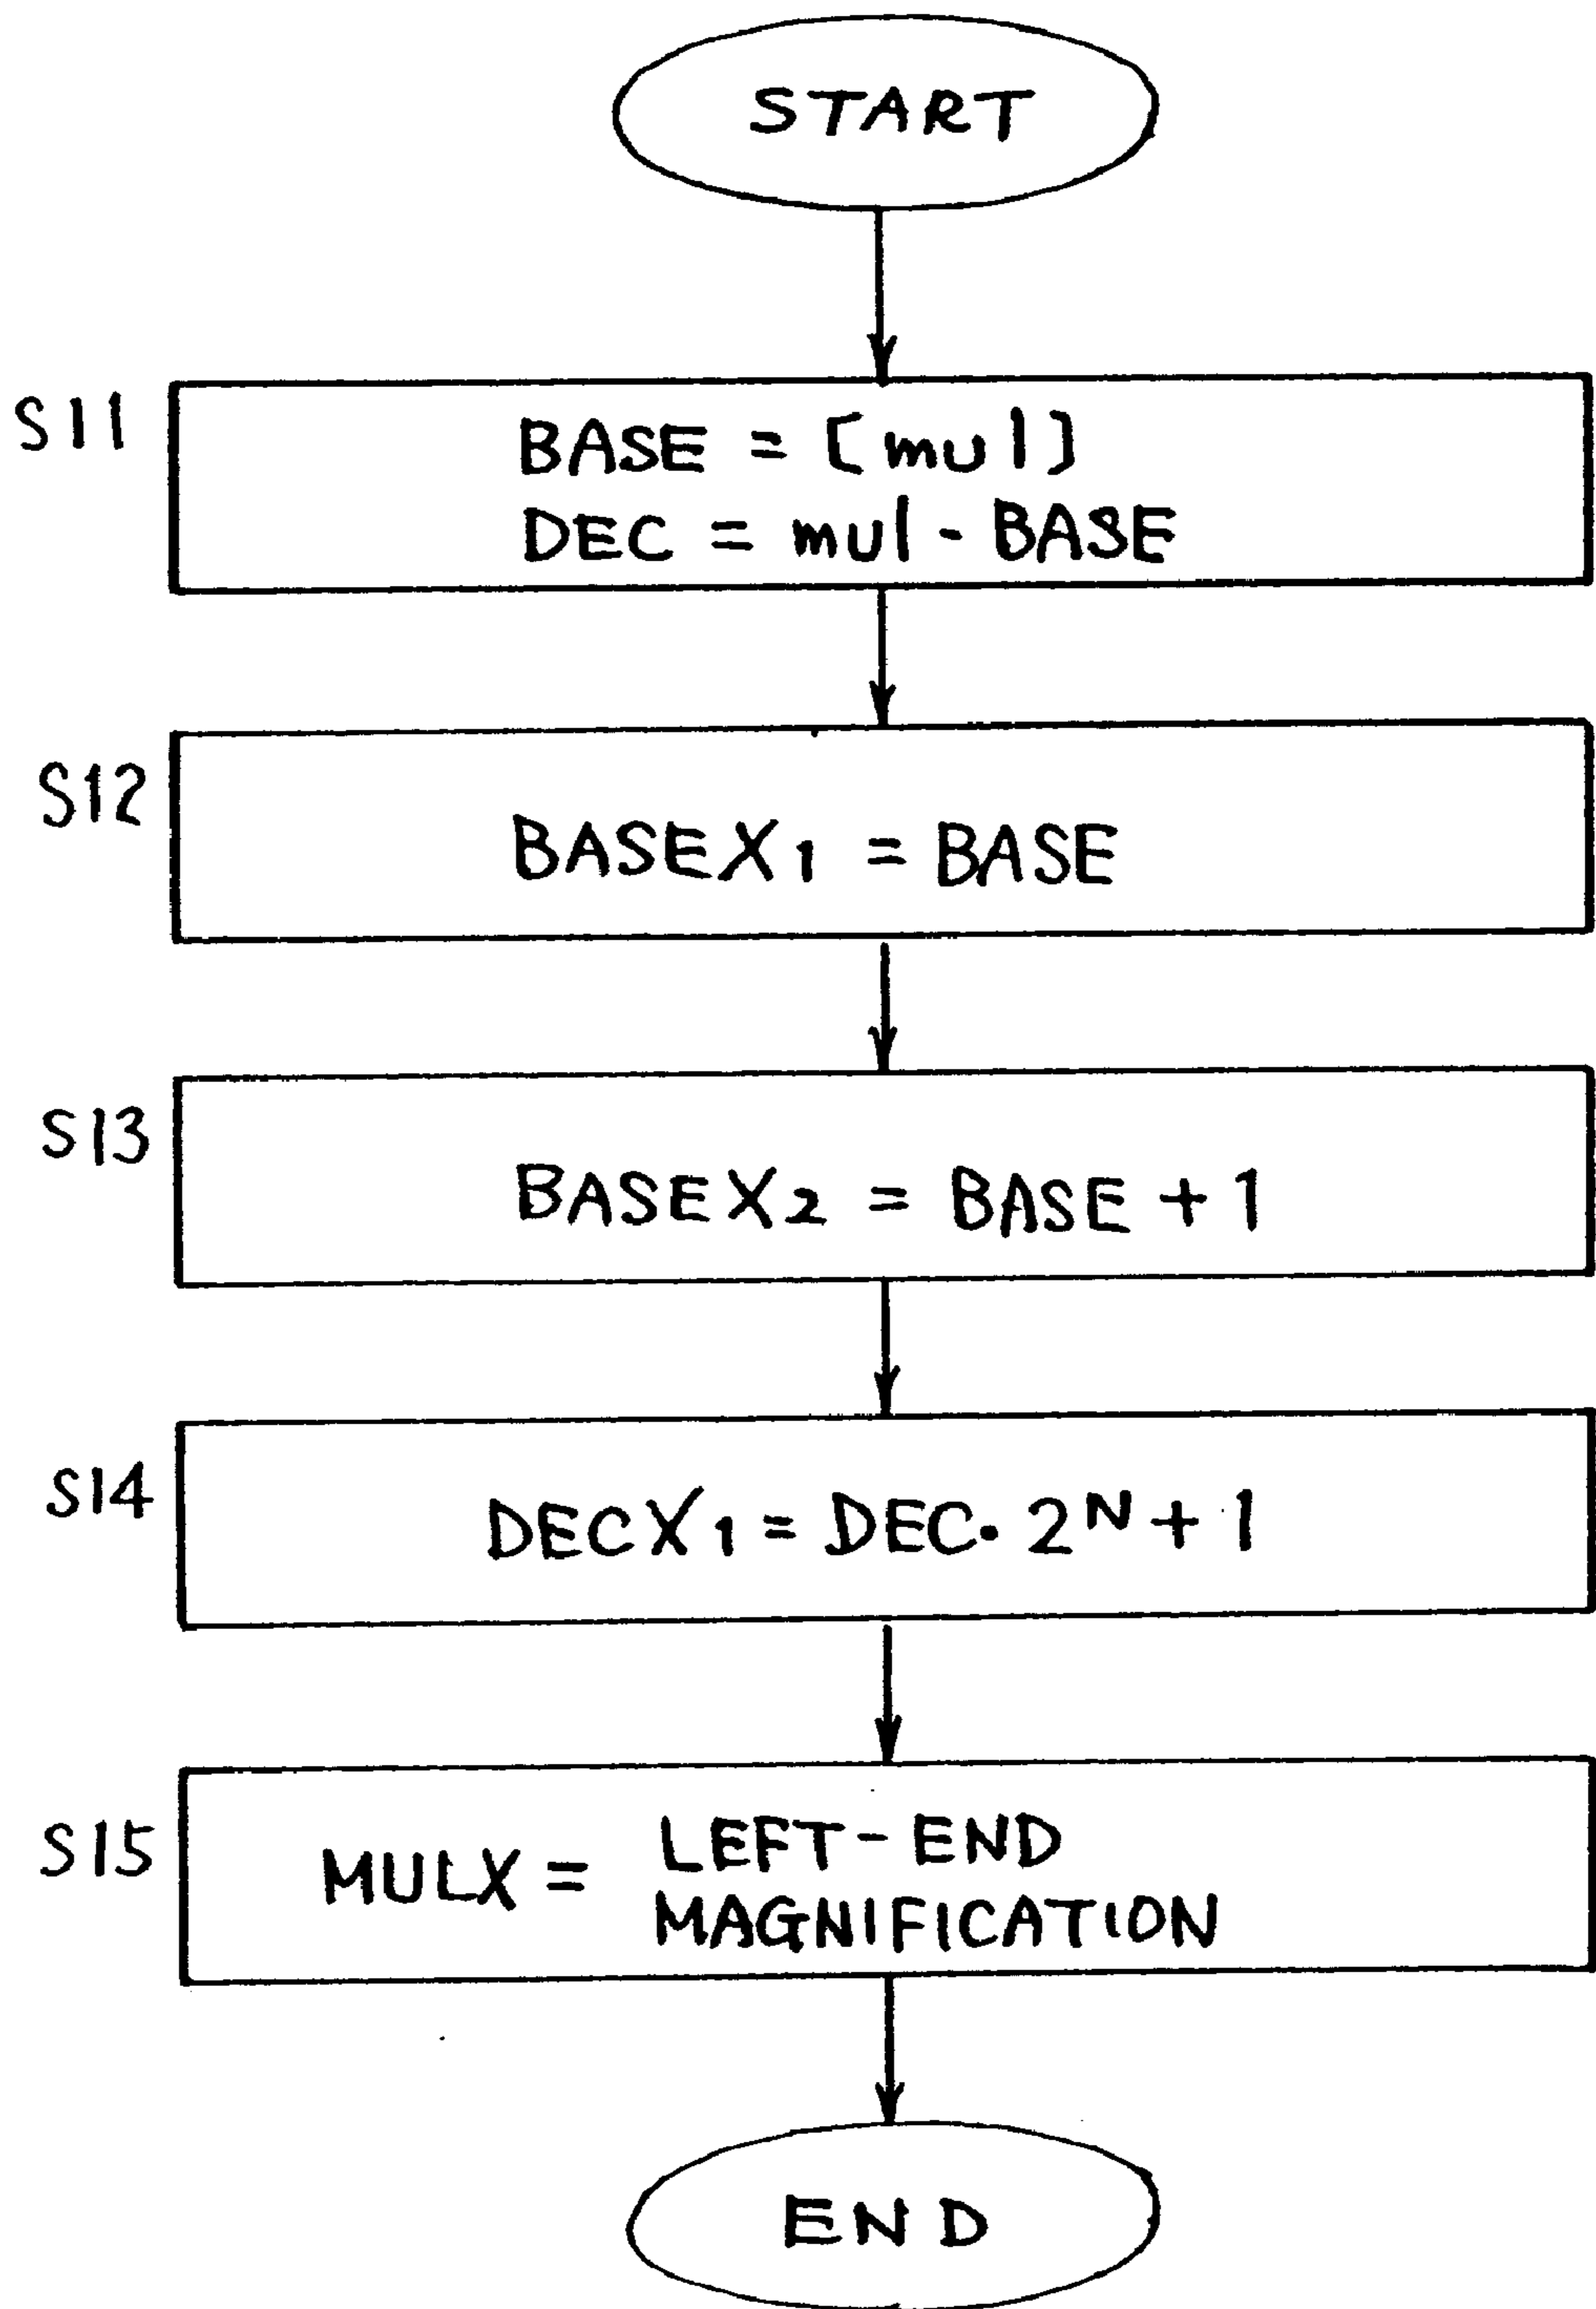 START
S11
BASE = [mul]
DEC = mul - BASE
S12
BASEX1 = BASE
S13
BASEX2 = BASE + 1
S14
DECX1 = DEC · 2^N + 1
S15
MULX = LEFT-END
MAGNIFICATION
END